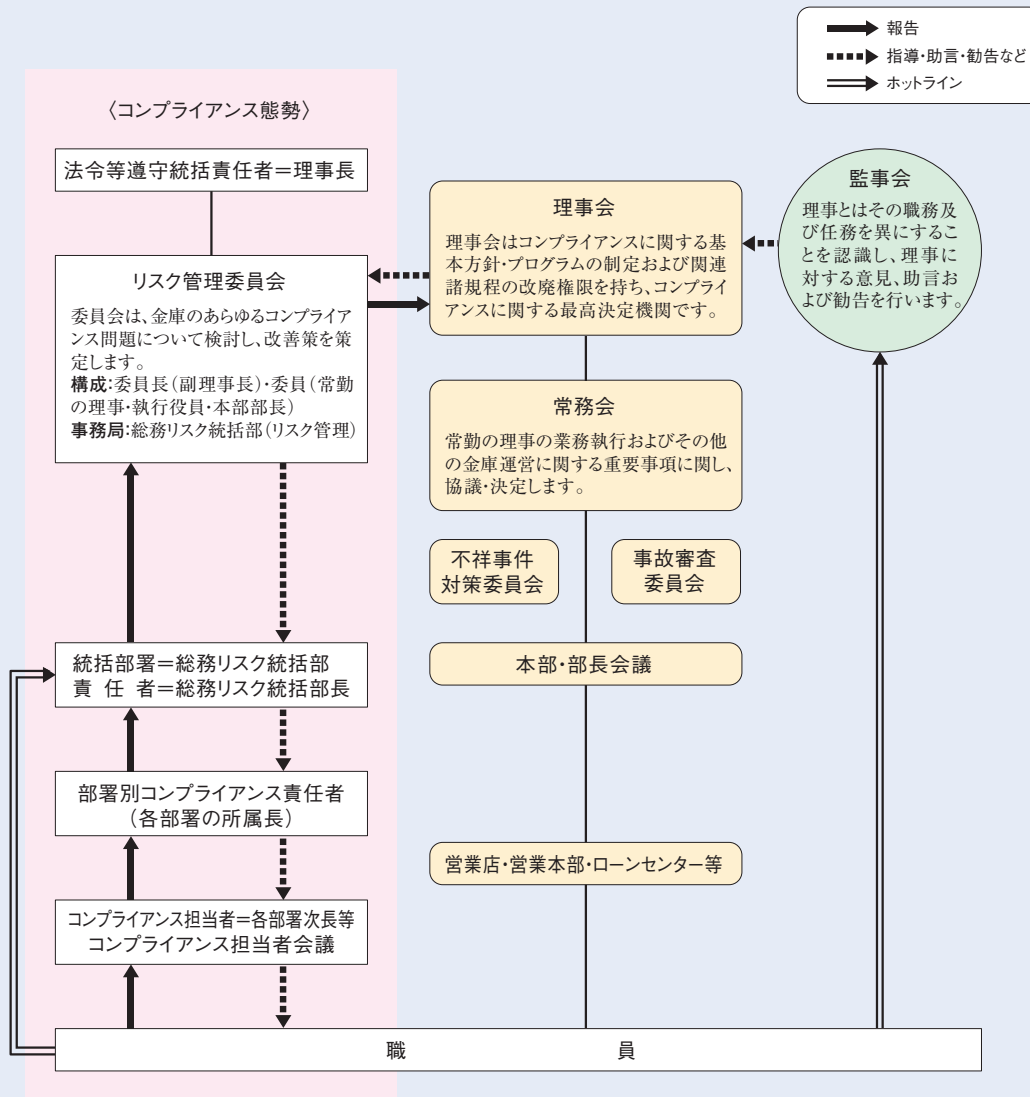 報告
指導・助言・勧告など
ホットライン
〈コンプライアンス態勢〉
法令等遵守統括責任者=理事長
リスク管理委員会
委員会は、金庫のあらゆるコンプライア
ンス問題について検討し、改善策を策
定します。
構成:委員長(副理事長)・委員(常勤
の理事・執行役員・本部部長)
事務局:総務リスク統括部(リスク管理)
統括部署=総務リスク統括部
責任者=総務リスク統括部長
部署別コンプライアンス責任者
(各部署の所属長)
コンプライアンス担当者=各部署次長等
コンプライアンス担当者会議
理事会
理事会はコンプライアンスに関する基
本方針・プログラムの制定および関連
諸規程の改廃権限を持ち、コンプライ
アンスに関する最高決定機関です。
常務会
常勤の理事の業務執行およびその他
の金庫運営に関する重要事項に関し、
協議・決定します。
不祥事件
対策委員会
事故審査
委員会
本部・部長会議
営業店・営業本部・ローンセンター等
監事会
理事とはその職務及
び任務を異にするこ
とを認識し、理事に
対する意見、助言お
よび勧告を行います。
職員